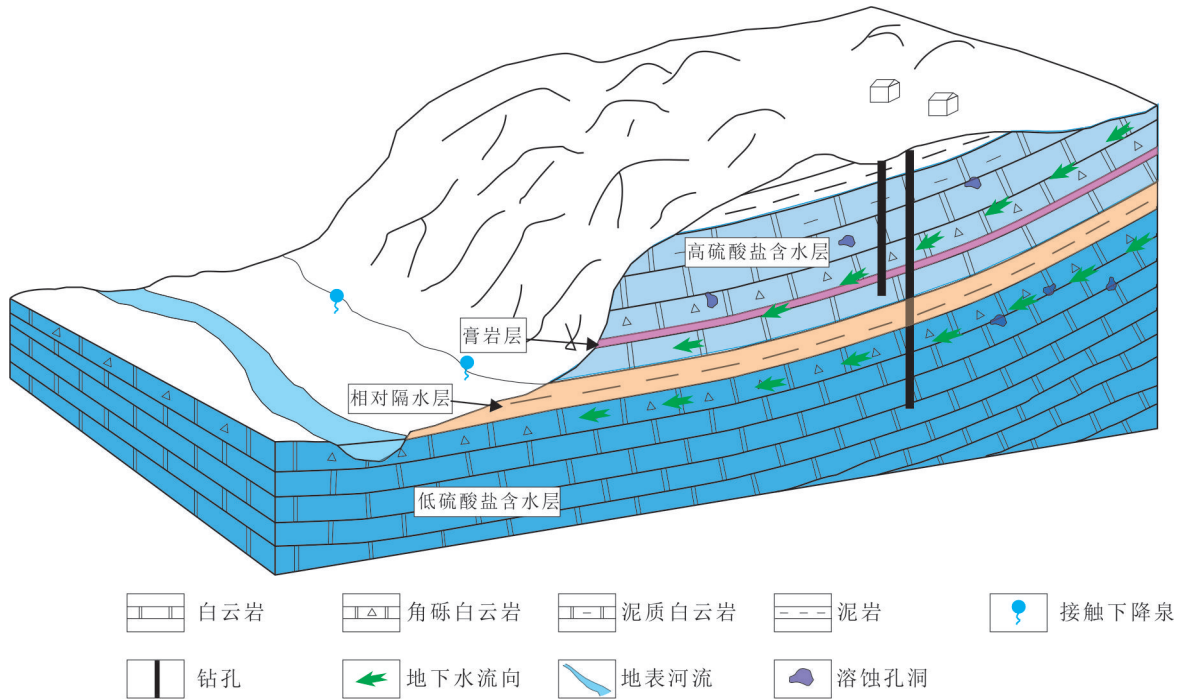 高硫酸盐含水层
膏岩层
相对隔水层
低硫酸盐含水层
白云岩
角砾白云岩
泥质白云岩
泥岩
接触下降泉
钻孔
地下水流向
地表河流
溶蚀孔洞